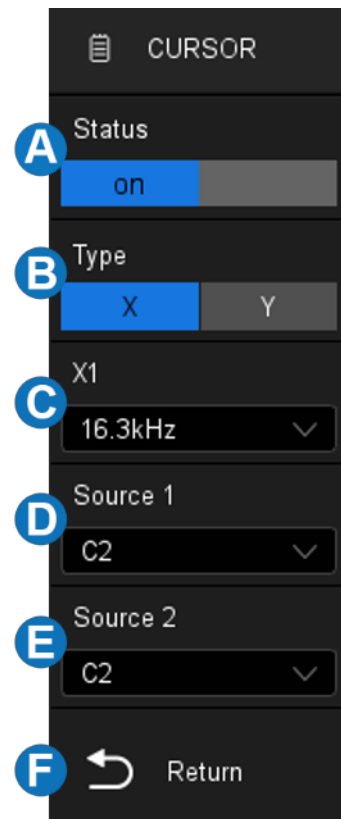 CURSOR
A
Status
on
B
Type
X Y
C
X1
16.3kHz
D
Source 1
C2
E
Source 2
C2
F
Return